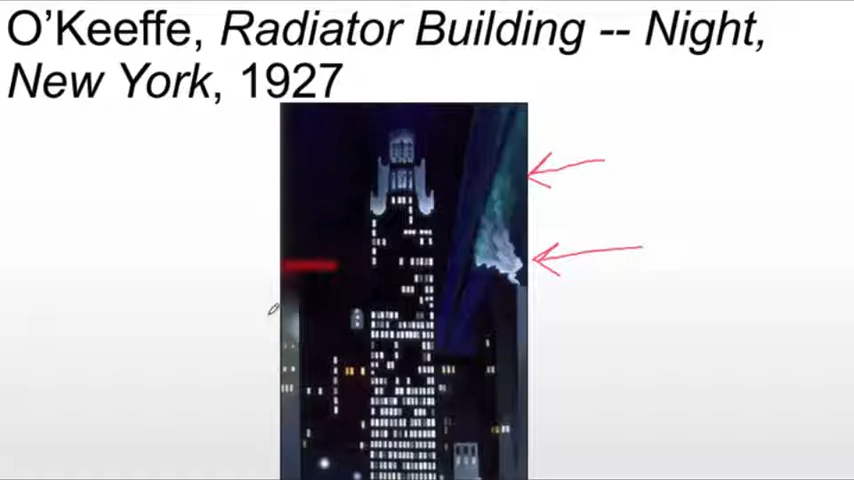 O’Keeffe, Radiator Building -- Night,
New York, 1927